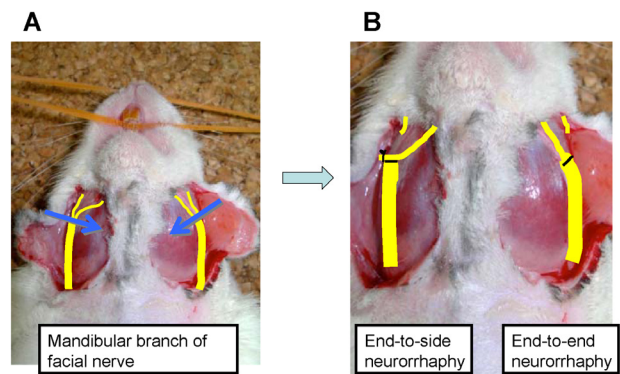 A
B
Mandibular branch of
facial nerve
End-to-side
neurorrhaphy
End-to-end
neurorrhaphy